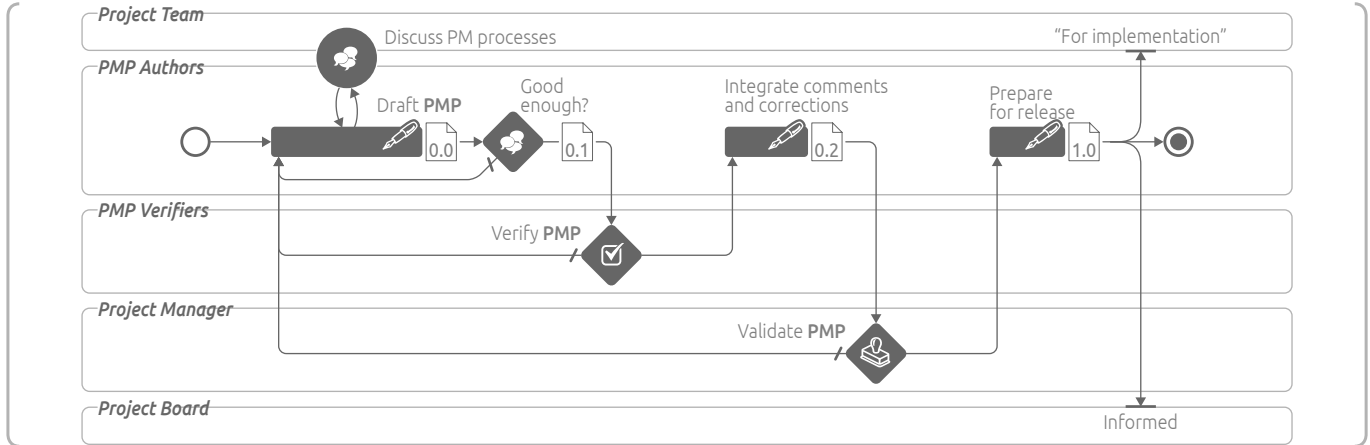 Project Team
Discuss PM processes
“For implementation”
PMP Authors
Good
enough?
Integrate comments
and corrections
Prepare
for release
Draft PMP
0.0
0.1
0.2
1.0
PMP Verifiers
Verify PMP
Project Manager
Validate PMP
Project Board
Informed